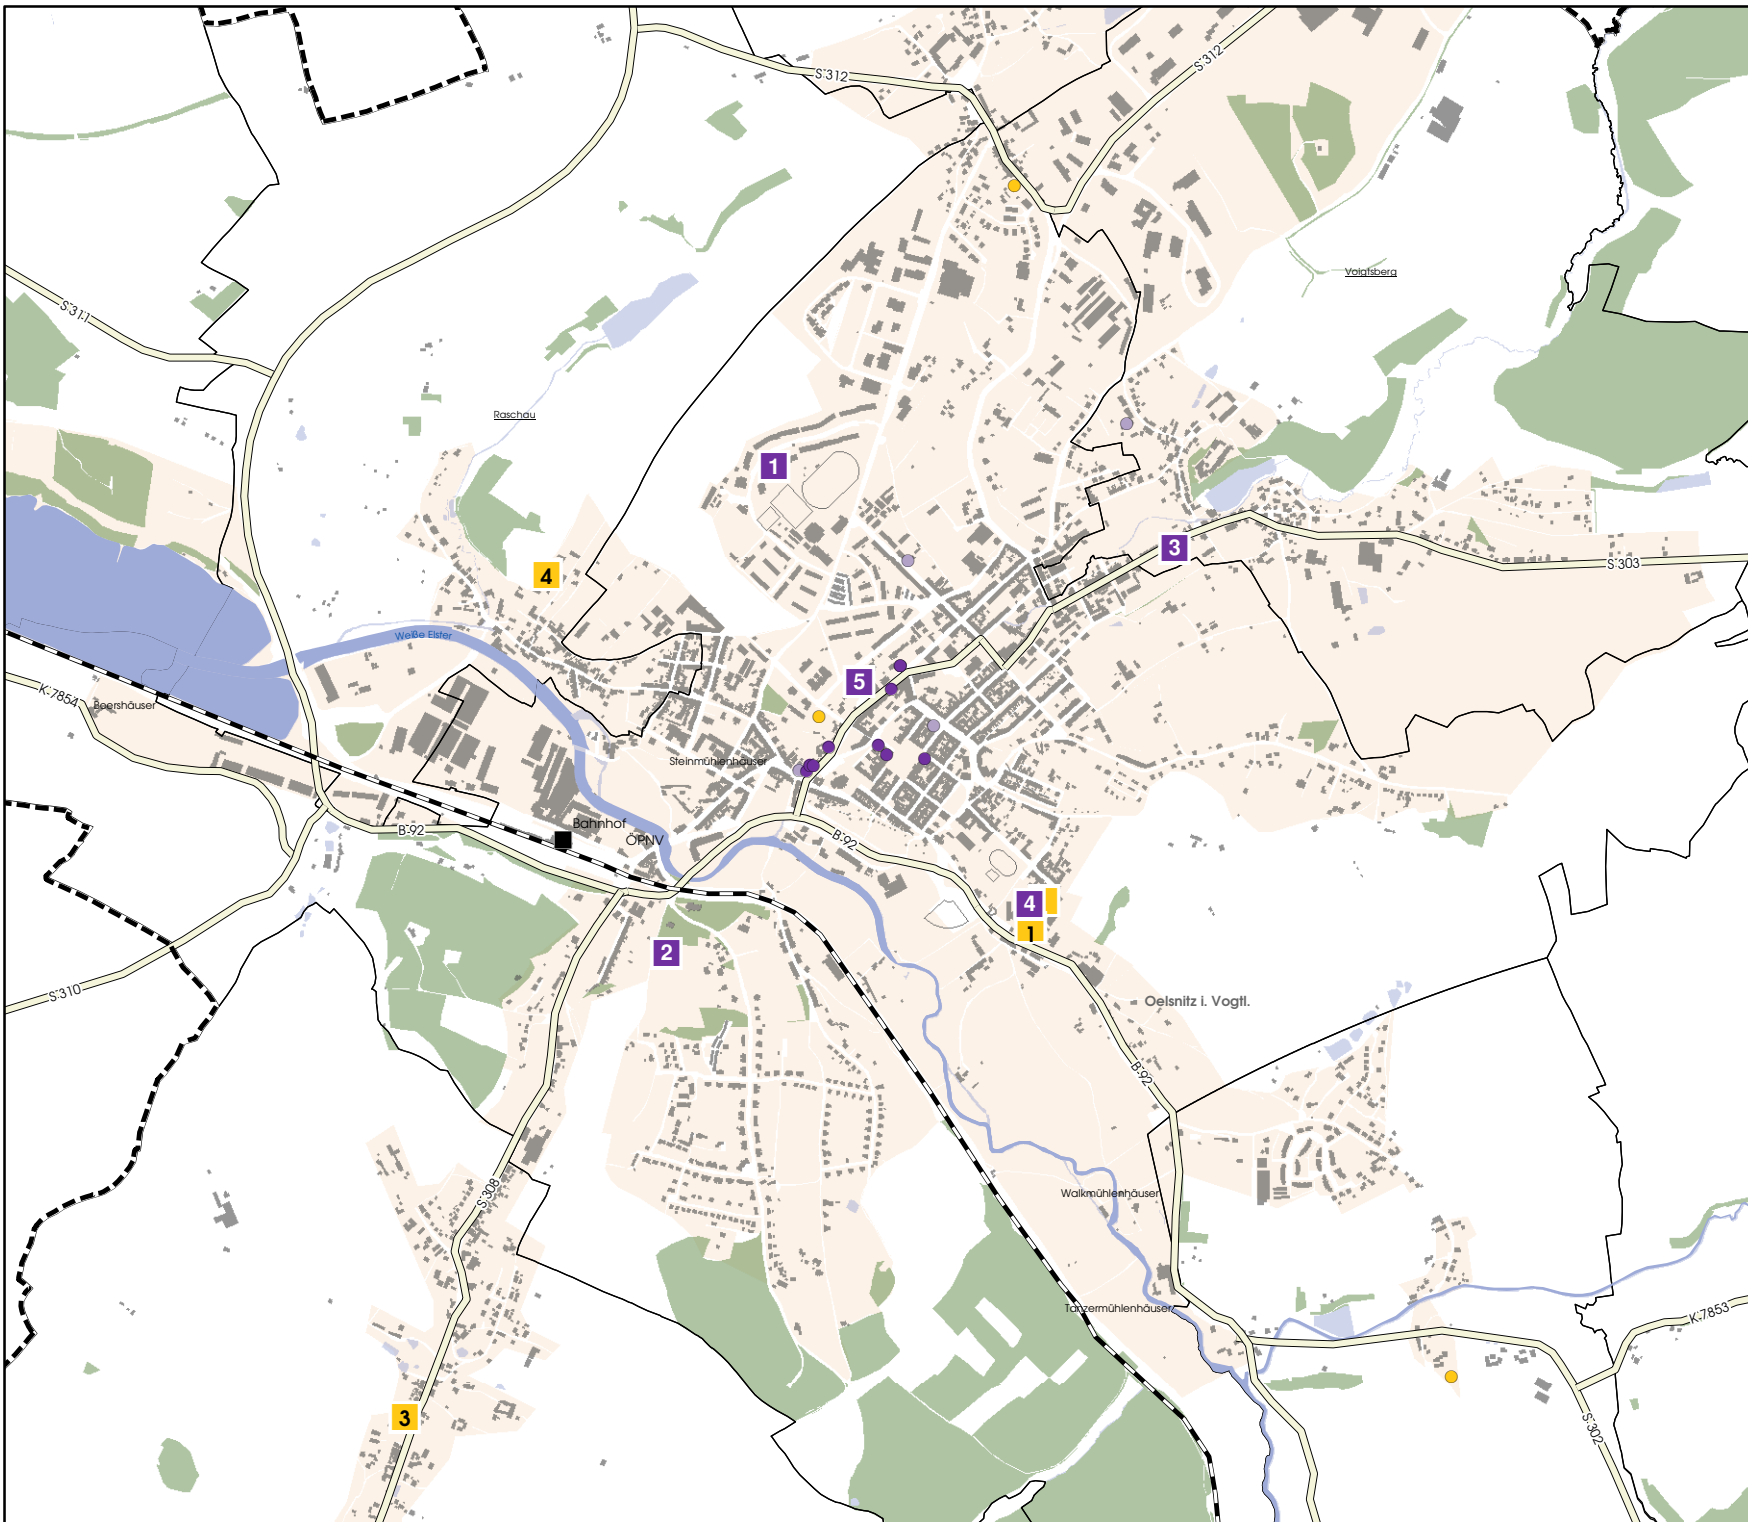 S 312
S 312
Voigtsberg
S 311
Raschau
1
3
S 303
4
Weiße Elster
5
K 7854
Beershäuser
Steinmühlenhäuser
Bahnhof
B 92
ÖPNV
B 92
4
1
2
S 310
Oelsnitz i. Vogtl.
B 92
S 308
Walkmühlenhäuser
Tanzermühlenhäuser
K 7853
3
S 302